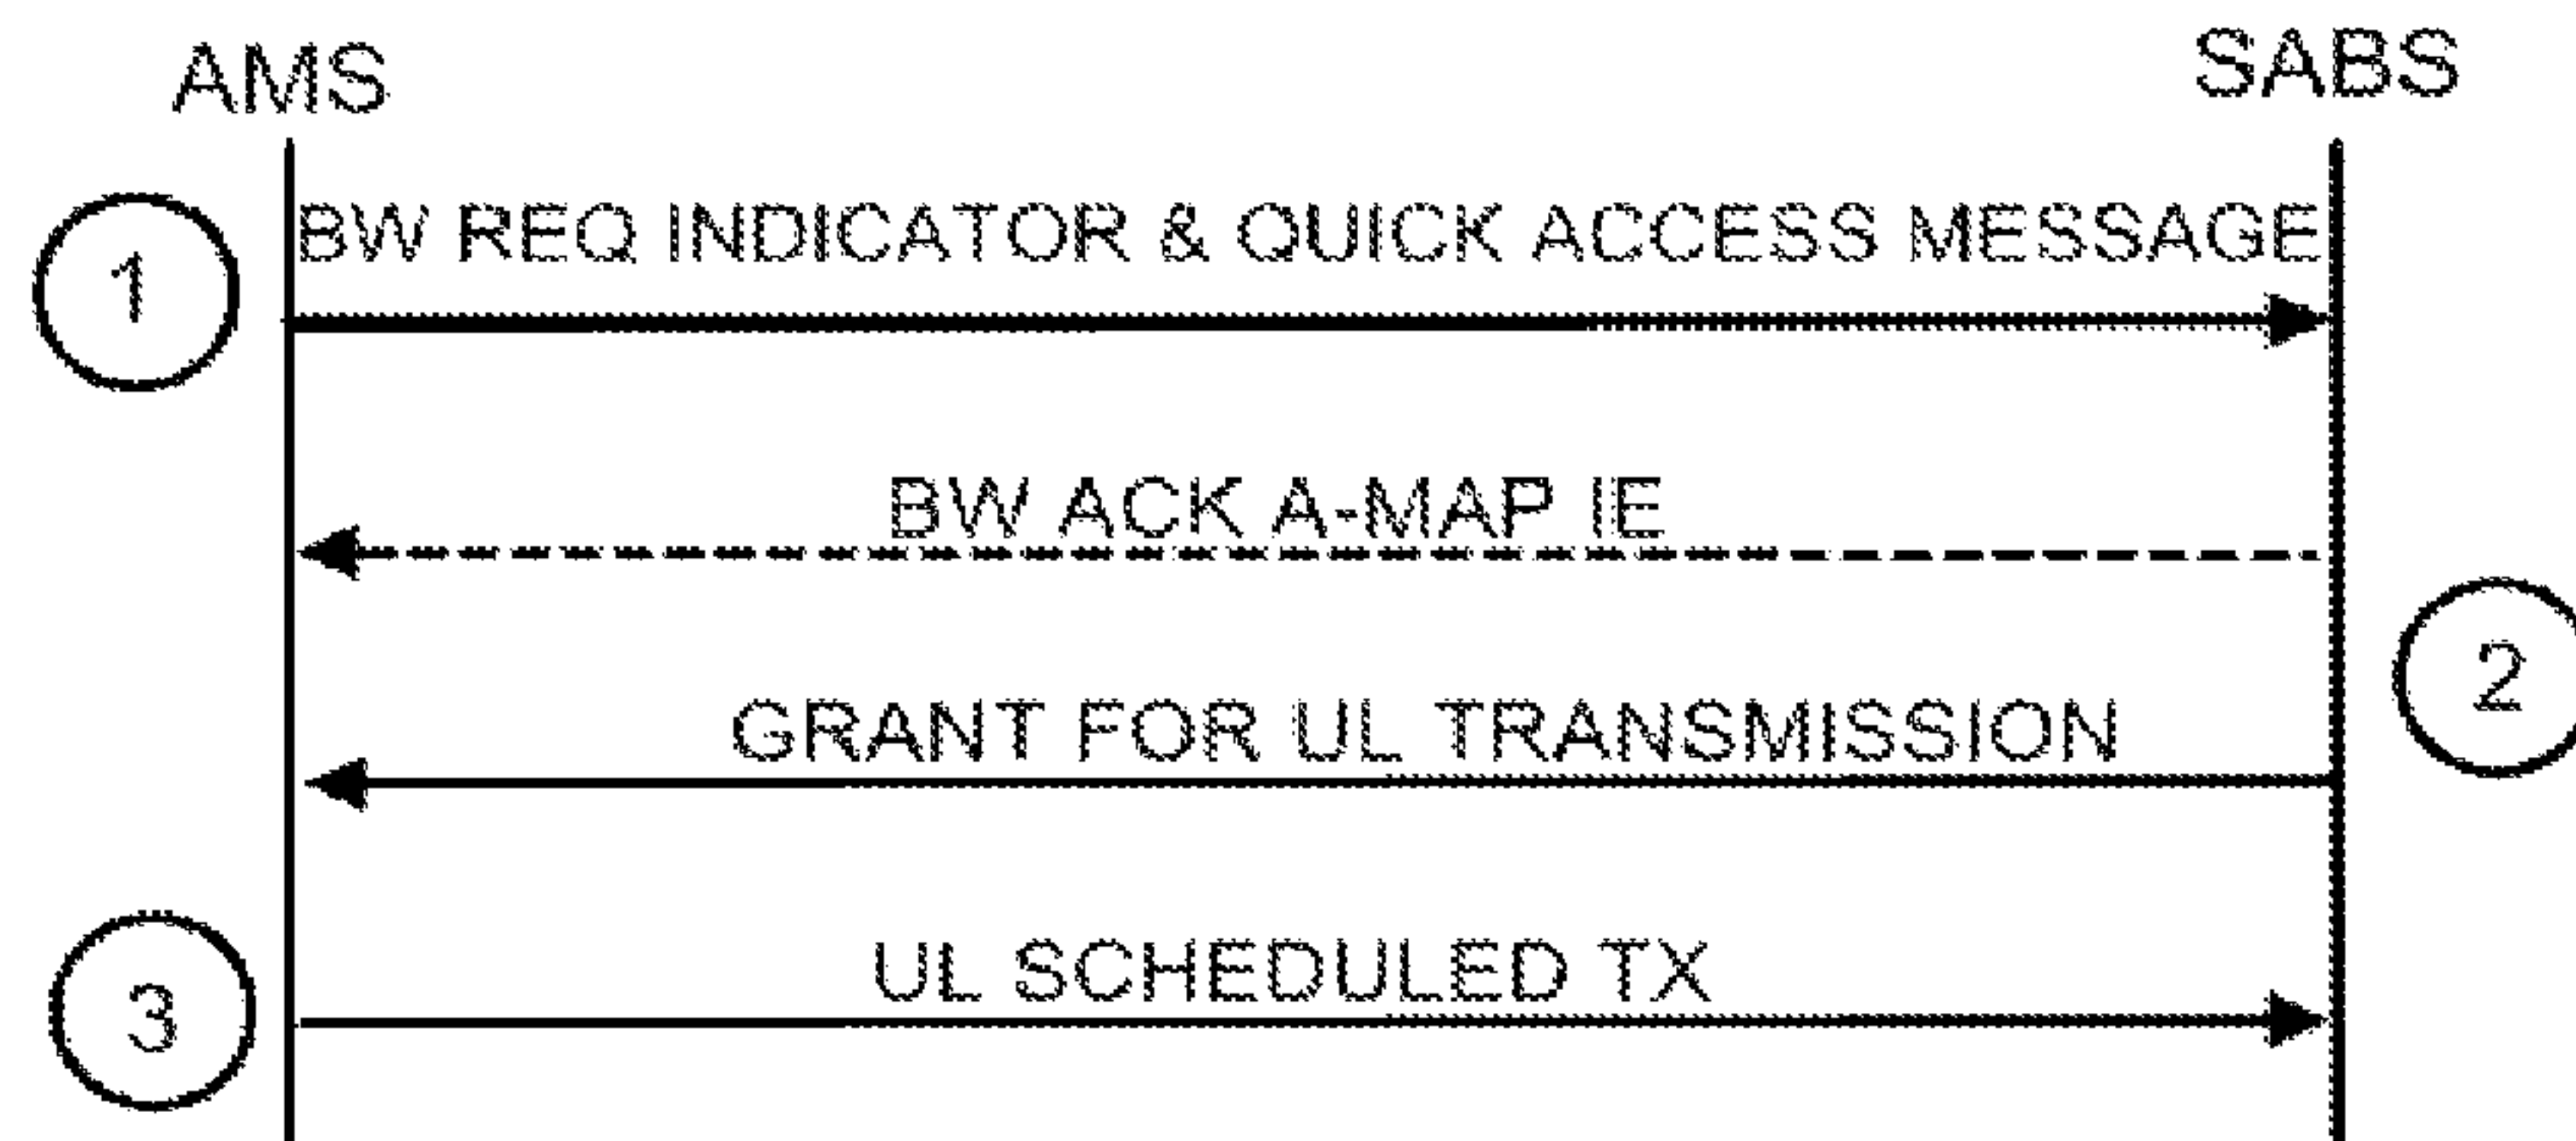 AMS SABS
1 BW REQ INDICATOR & QUICK ACCESS MESSAGE
BW ACK A-MAP IE
2
GRANT FOR UL TRANSMISSION
3 UL SCHEDULED TX